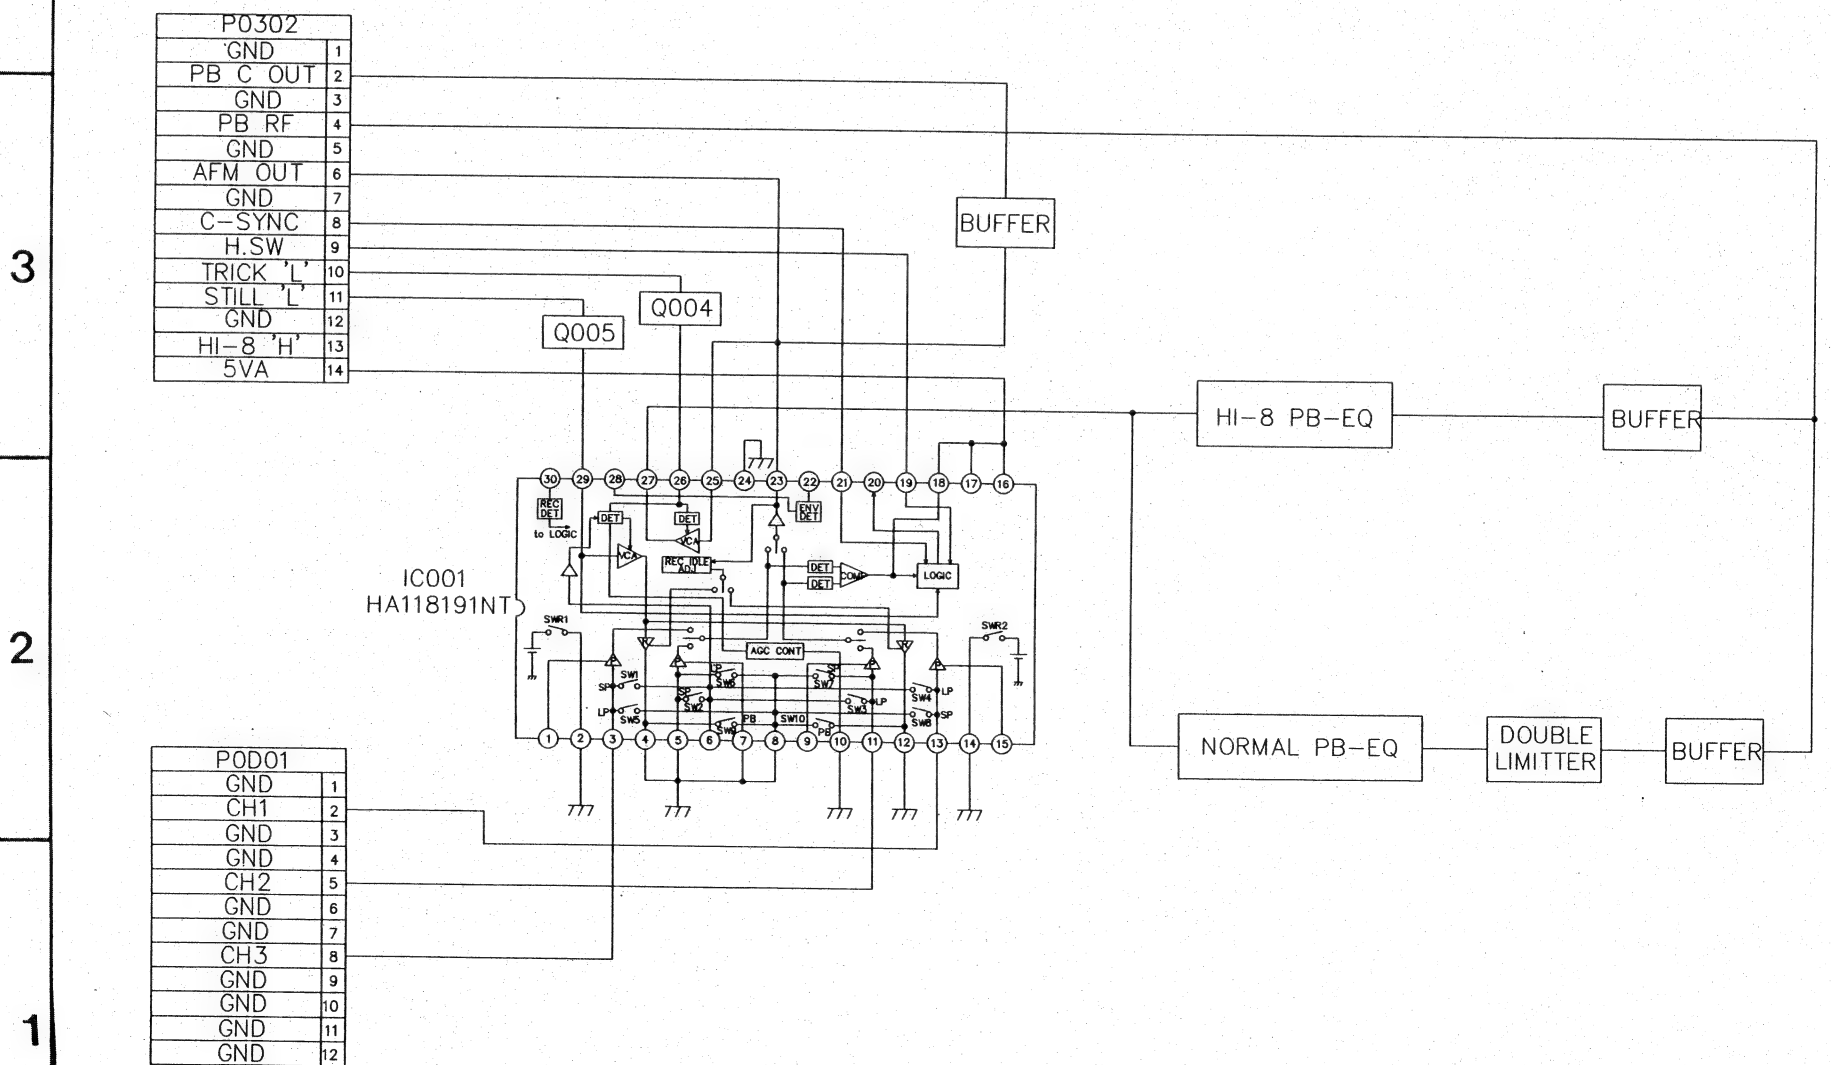 P0302
GND 1
PB C OUT 2
GND 3
PB RF 4
GND 5
AFM OUT 6
GND 7
C-SYNC 8
H.SW 9
TRICK 'L' 10
STILL 'L' 11
GND 12
HI-8 'H' 13
5VA 14
BUFFER
Q004
Q005
HI-8 PB-EQ
BUFFER
3
30 29 28 27 26 25 24 23 22 21 20 19 18 17 16
REC
DET
to LOGIC
DET
DET
VCA
VCA
ENV
DET
REC IDLE
ADJ
DET
DET
COMP
LOGIC
IC001
HA118191NT
SWR1
SWR2
AGC CONT
R
R
P
P
P
P
SP SW1
LP SW6
SP SW7
SW4 LP
SP SW2
SW3 LP
LP SW5
SW9 PB
SW10 PB
SW8 SP
1 2 3 4 5 6 7 8 9 10 11 12 13 14 15
2
NORMAL PB-EQ
DOUBLE
LIMITTER
BUFFER
P0D01
GND 1
CH1 2
GND 3
GND 4
CH2 5
GND 6
GND 7
CH3 8
GND 9
GND 10
GND 11
GND 12
1